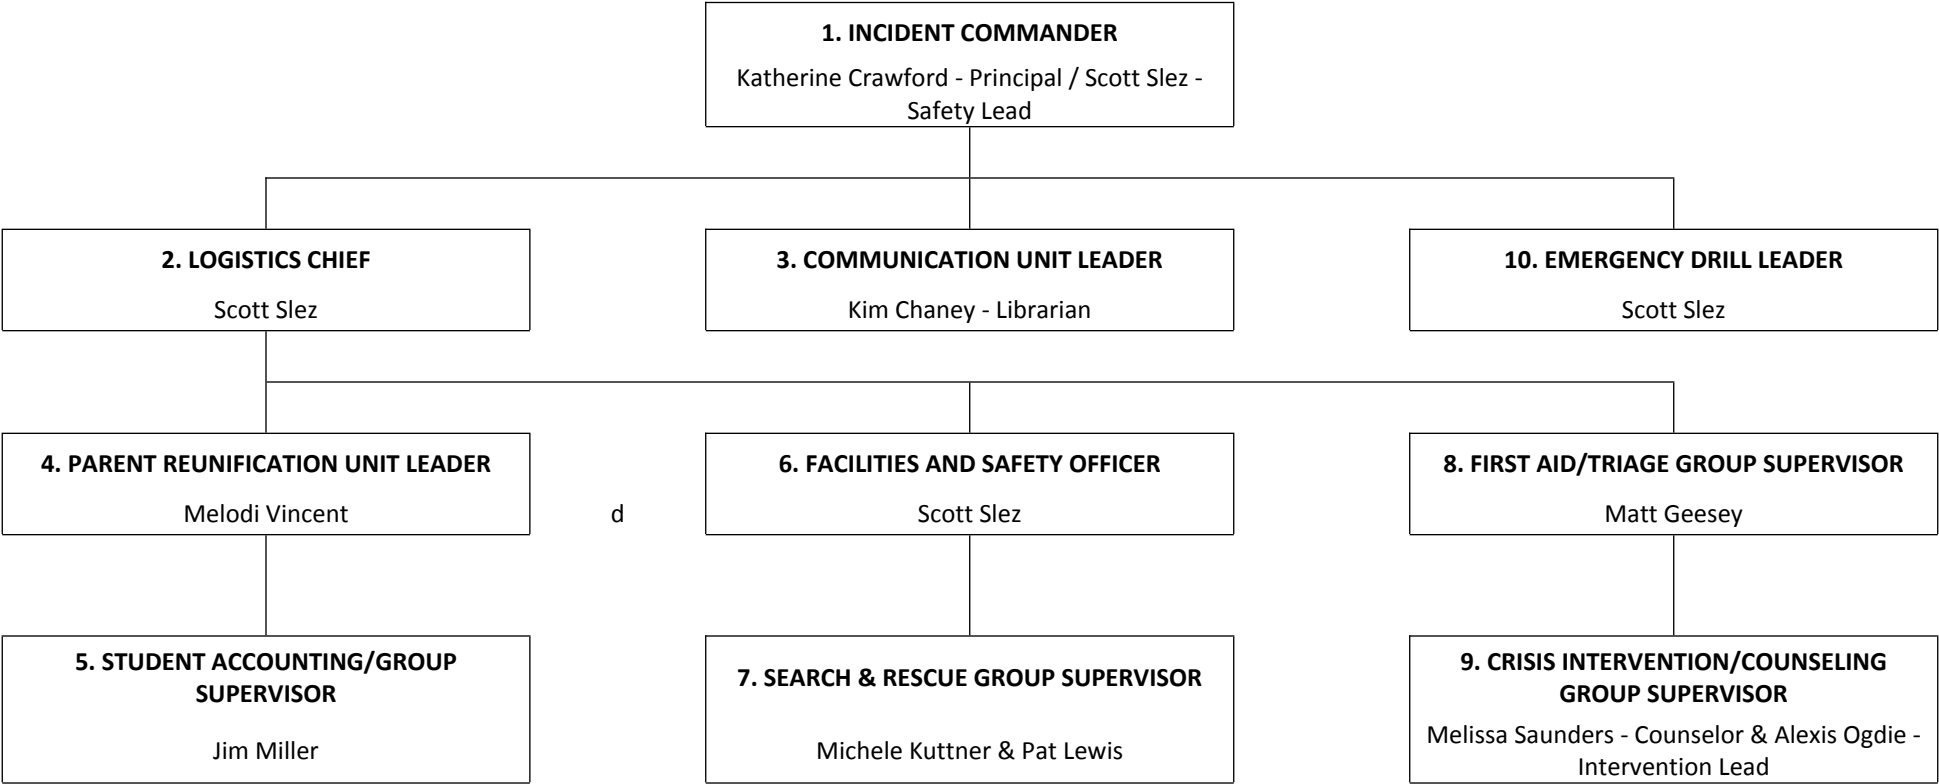 1. INCIDENT COMMANDER
Katherine Crawford - Principal / Scott Slez -
Safety Lead
2. LOGISTICS CHIEF
Scott Slez
3. COMMUNICATION UNIT LEADER
Kim Chaney - Librarian
10. EMERGENCY DRILL LEADER
Scott Slez
4. PARENT REUNIFICATION UNIT LEADER
Melodi Vincent
d
6. FACILITIES AND SAFETY OFFICER
Scott Slez
8. FIRST AID/TRIAGE GROUP SUPERVISOR
Matt Geesey
5. STUDENT ACCOUNTING/GROUP
SUPERVISOR
Jim Miller
7. SEARCH & RESCUE GROUP SUPERVISOR
Michele Kuttner & Pat Lewis
9. CRISIS INTERVENTION/COUNSELING
GROUP SUPERVISOR
Melissa Saunders - Counselor & Alexis Ogdie -
Intervention Lead